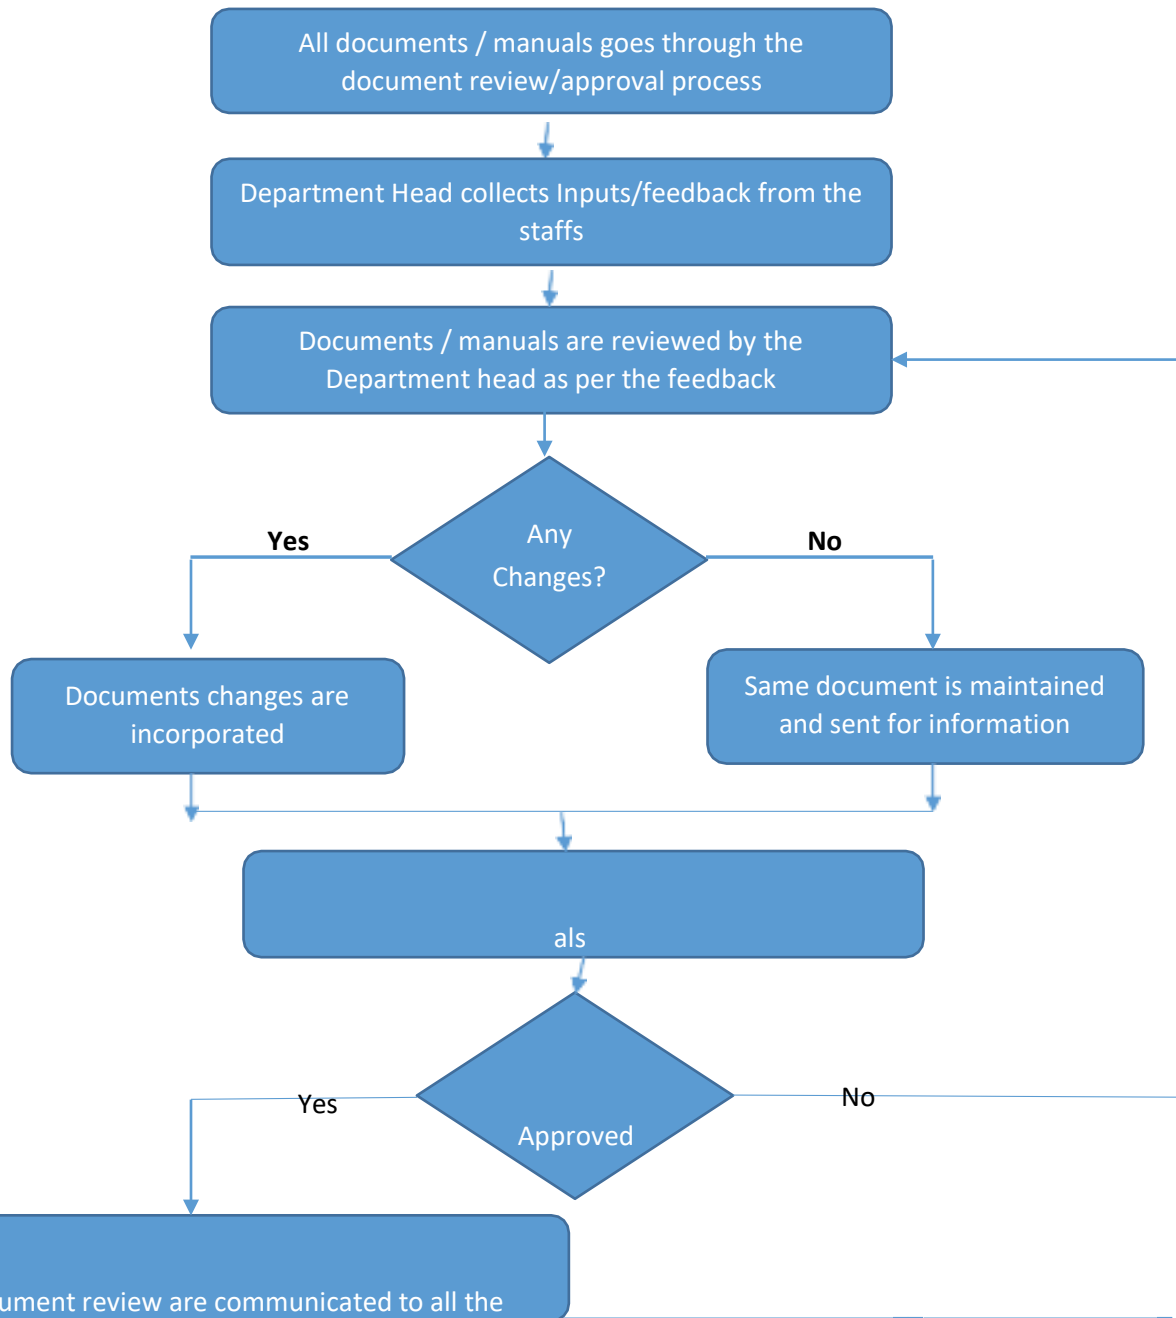 All documents / manuals goes through the
document review/approval process
Department Head collects Inputs/feedback from the
staffs
Documents / manuals are reviewed by the
Department head as per the feedback
Any
Changes?
Yes
No
Documents changes are
incorporated
Same document is maintained
and sent for information
als
Approved
Yes
No
ument review are communicated to all the